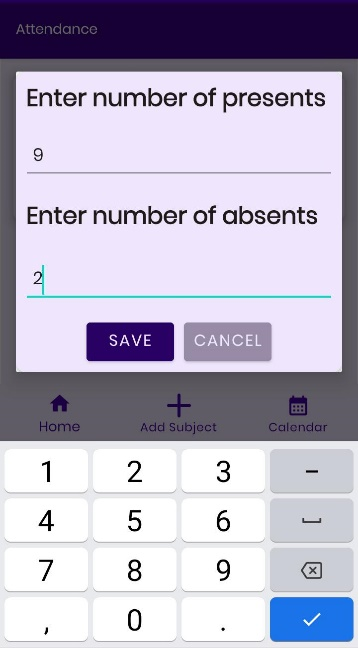 Attendance
Enter number of presents
9
Enter number of absents
2
SAVE CANCEL
Home Add Subject Calendar
1 2 3 -
4 5 6
7 8 9
, 0 .